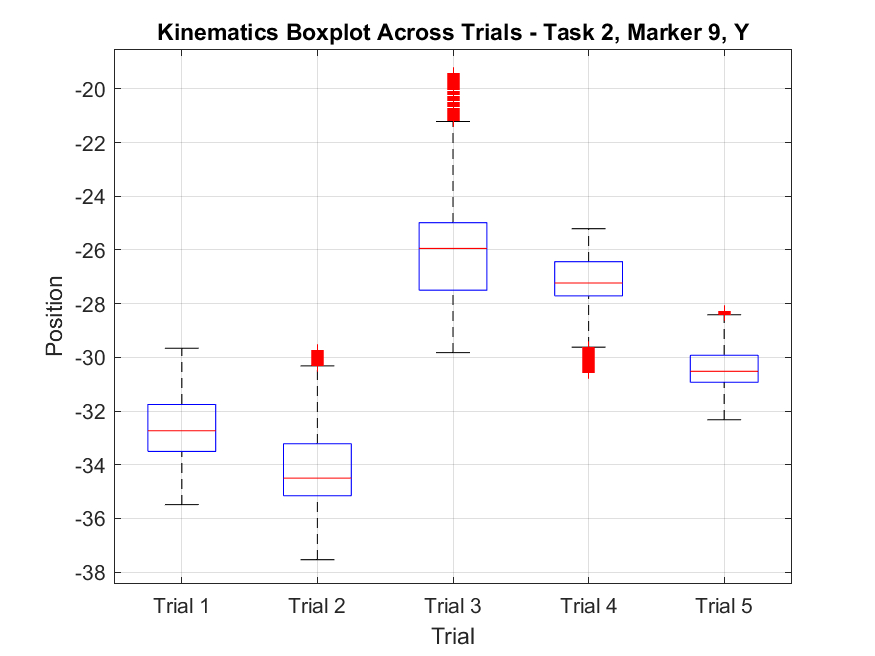 Kinematics Boxplot Across Trials - Task 2, Marker 9, Y
-20
-22
-24
-26
-28
-30
-32
-34
-36
-38
Position
Trial 1 Trial 2 Trial 3 Trial 4 Trial 5
Trial